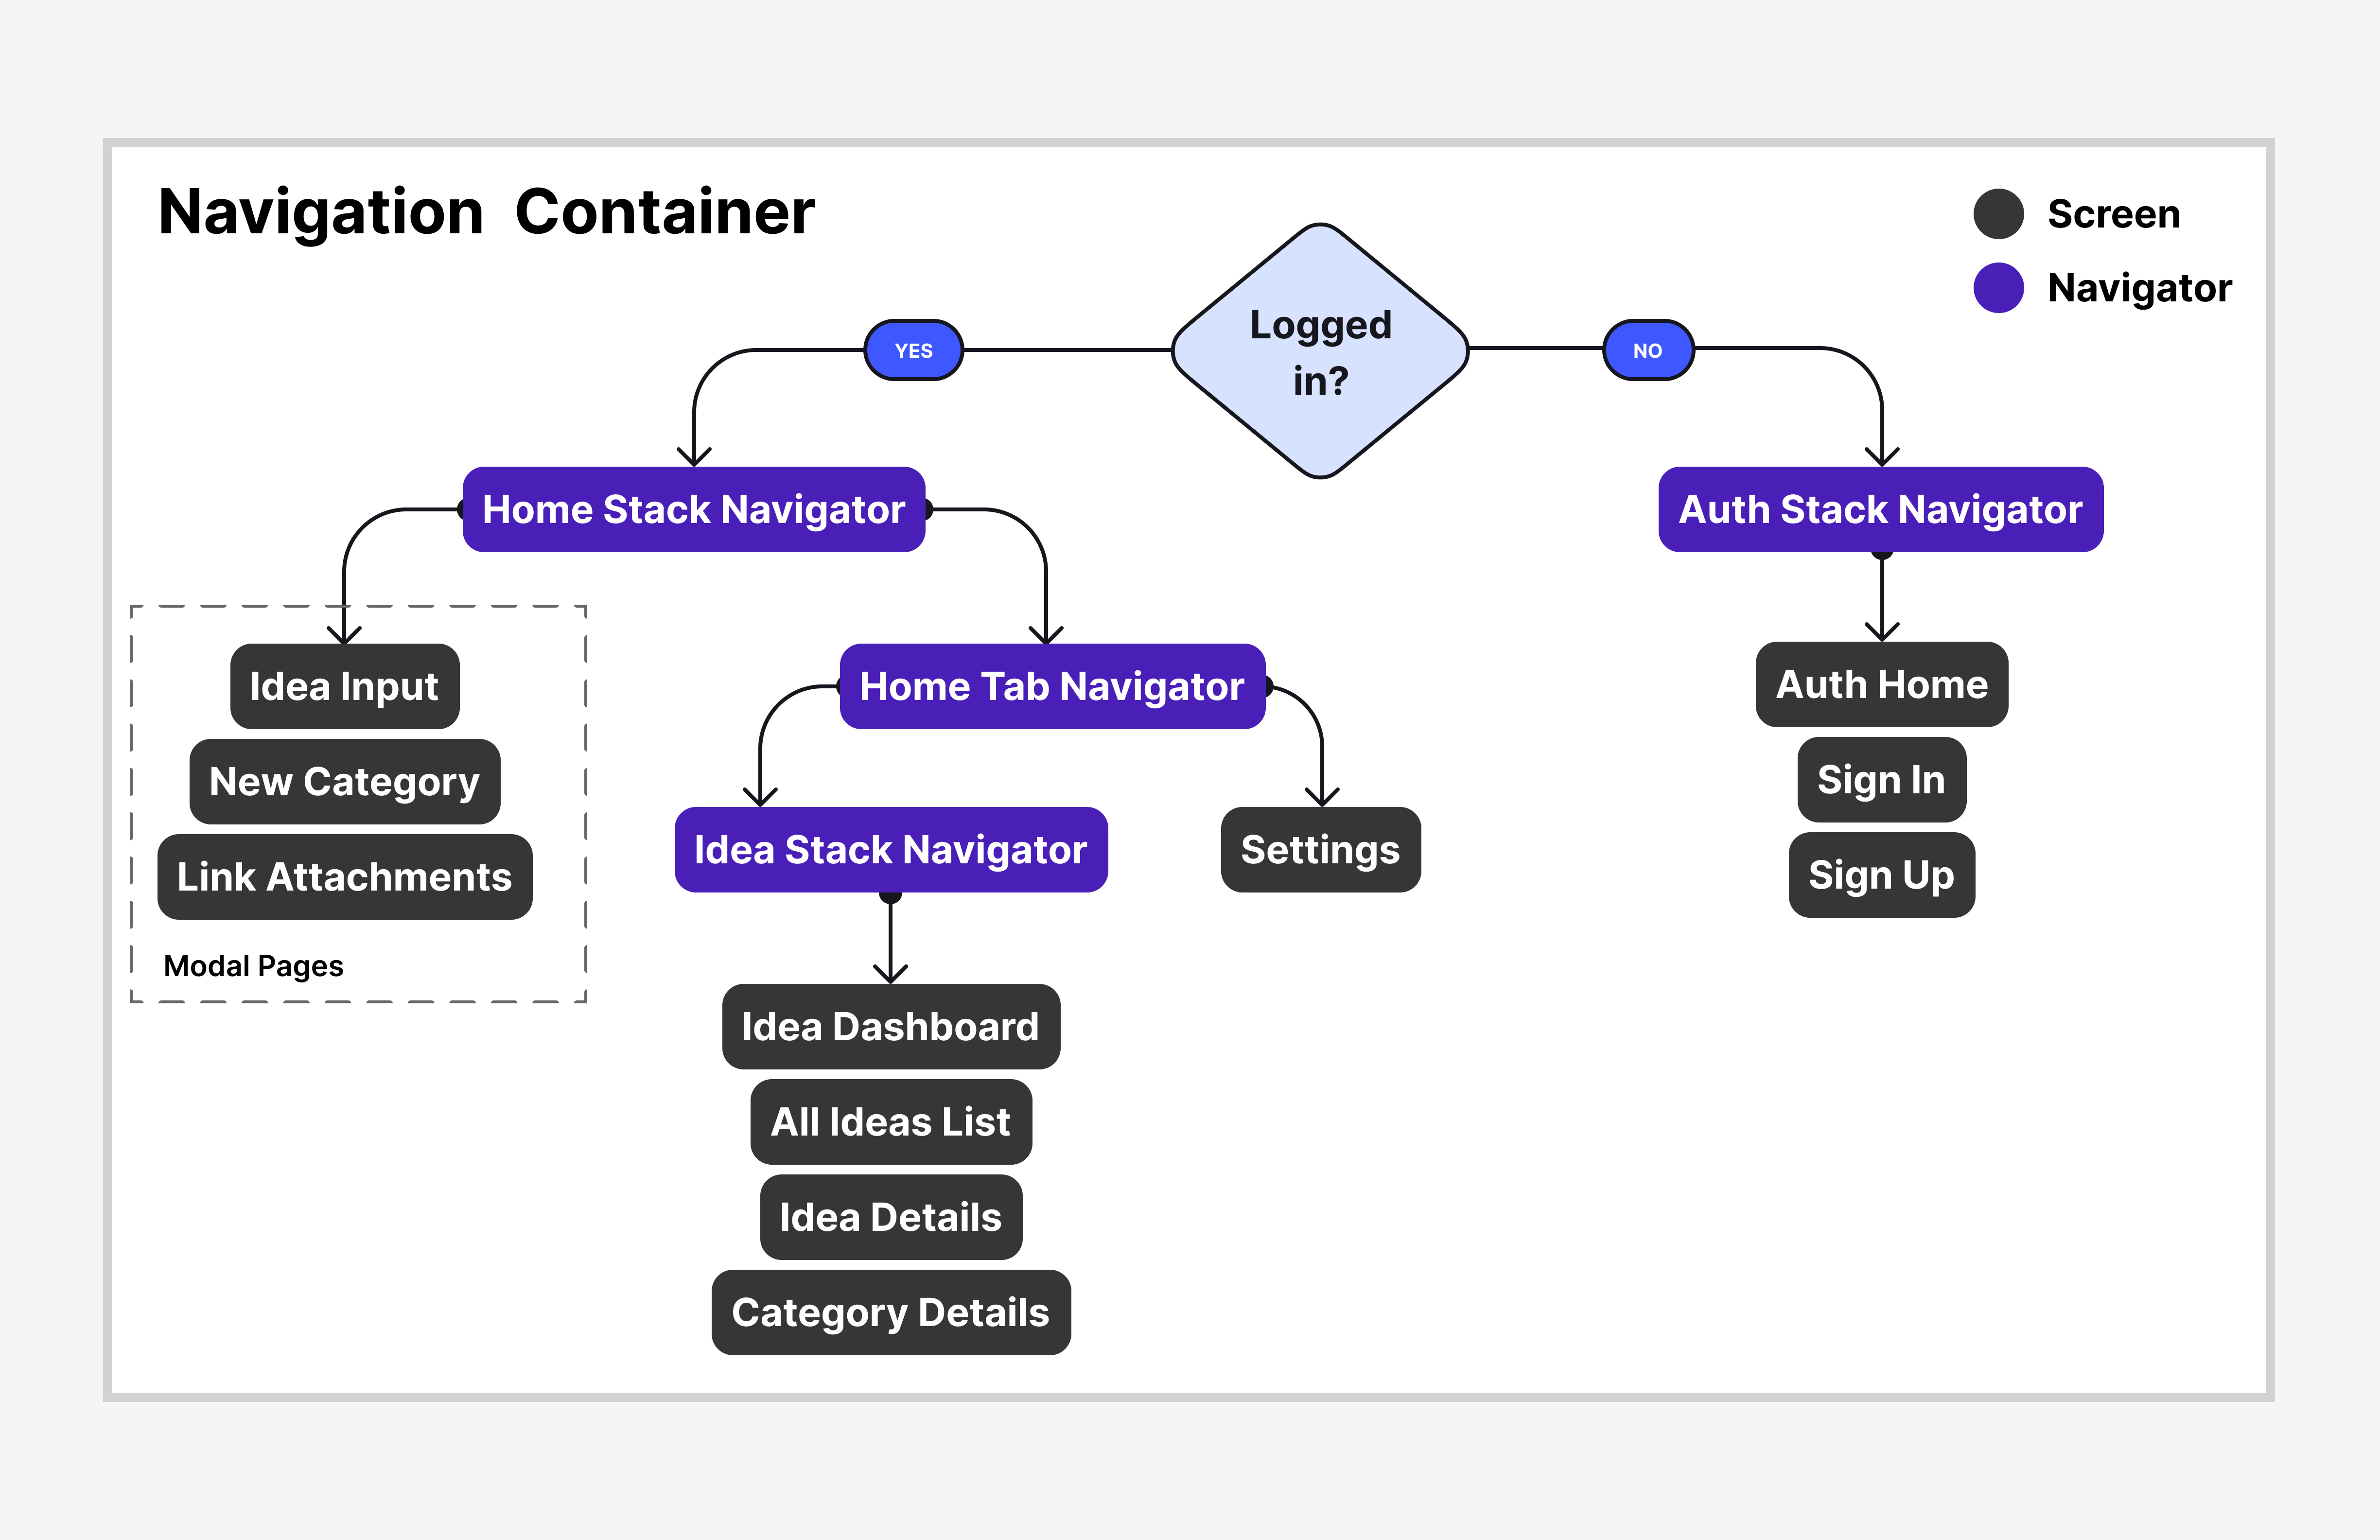 Navigation Container
Screen
Navigator
Logged
in?
YES
NO
Home Stack Navigator
Auth Stack Navigator
Idea Input
New Category
Link Attachments
Modal Pages
Home Tab Navigator
Idea Stack Navigator
Settings
Idea Dashboard
All Ideas List
Idea Details
Category Details
Auth Home
Sign In
Sign Up